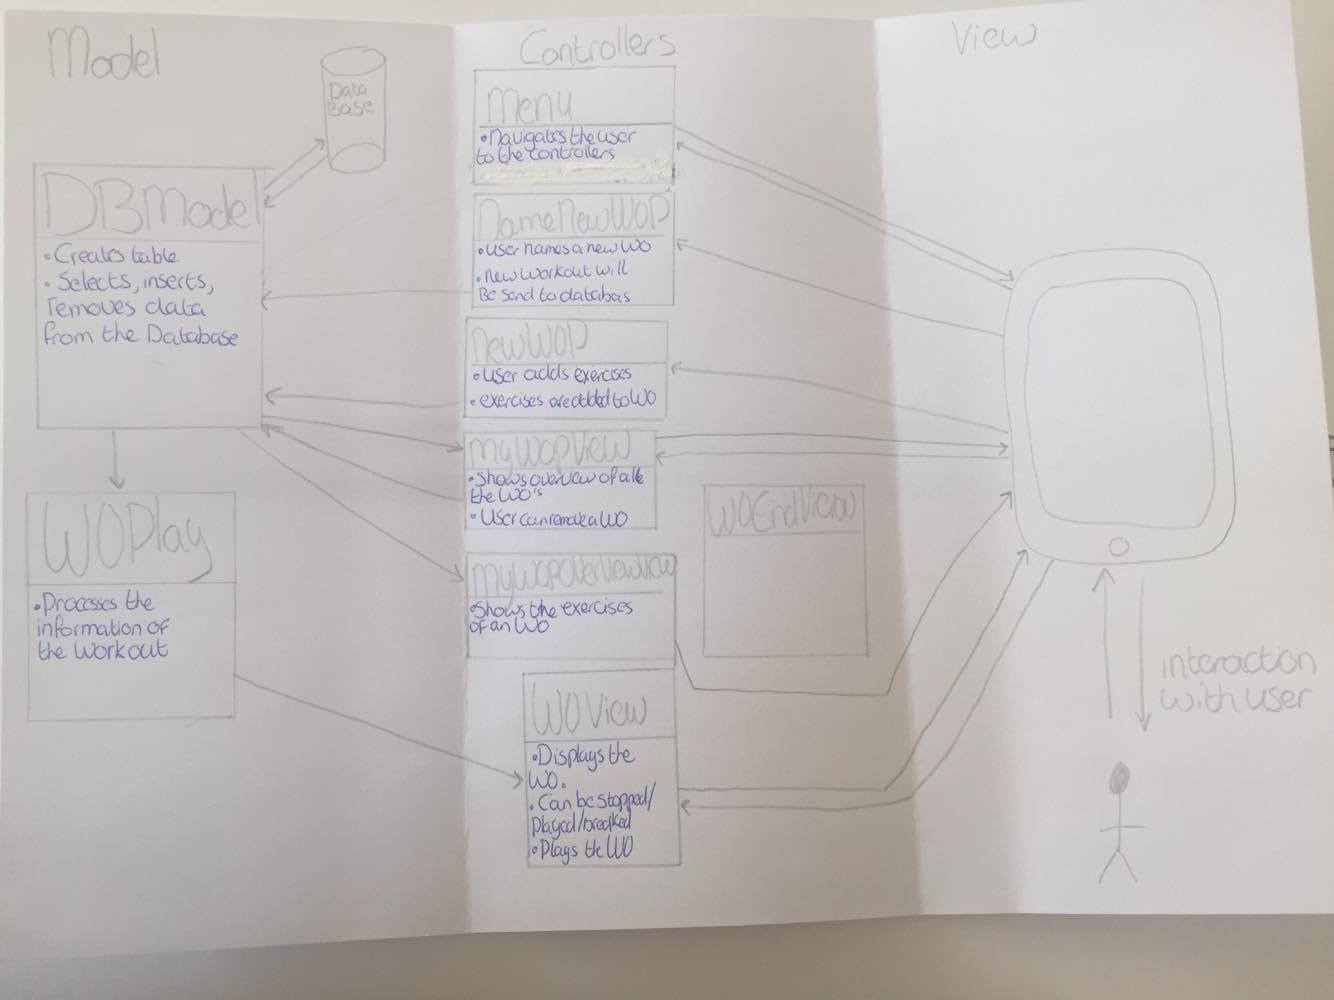 Model
Data
Base
DBModel
• Creates table
• Selects, inserts,
removes data
from the Database
WOPlay
• Processes the
information of
the workout
Controllers
Menu
• Navigates the user
to the controllers
NameNewWOP
• User names a new WO
• New workout will
Be send to databas
NewWOP
• User adds exercises
• exercises are added to WO
MyWOPView
• Shows overview of all
the WO's
• User can remove a WO
MyWOPOverViewView
• Shows the exercises
of an WO
WOEndView
WOView
• Displays the
WO.
• Can be stopped/
played/breaked
• Plays the WO
View
interaction
with user